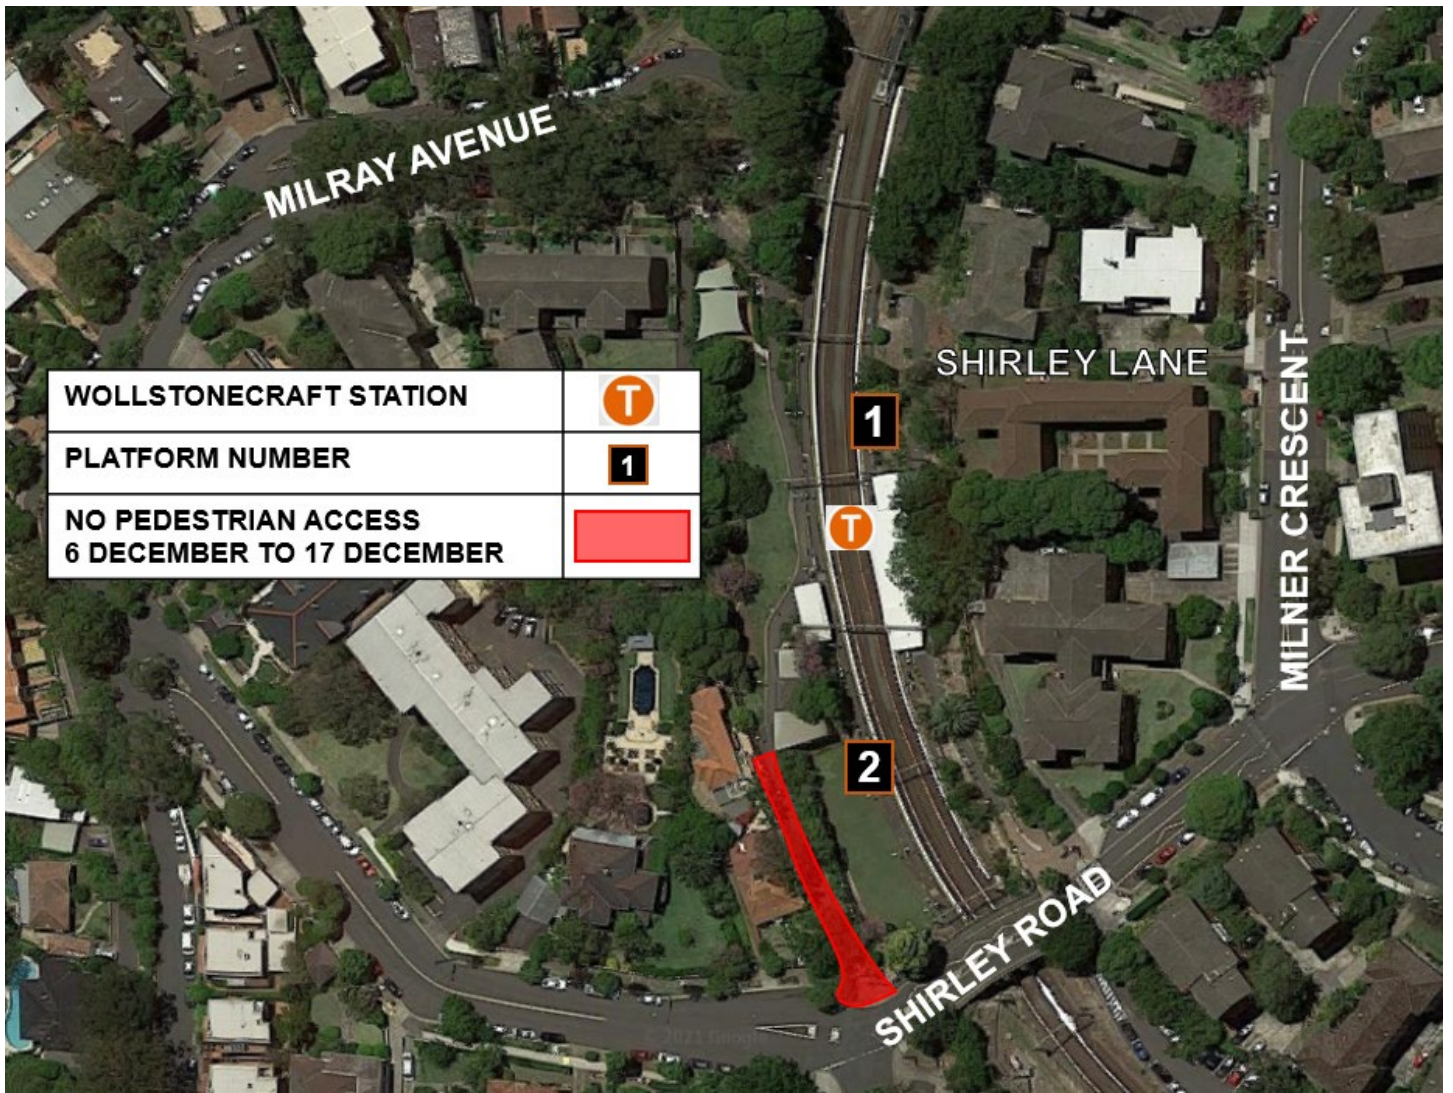 MILRAY AVENUE
SHIRLEY LANE
MILNER CRESCENT
WOLLSTONECRAFT STATION
T
PLATFORM NUMBER
1
NO PEDESTRIAN ACCESS
6 DECEMBER TO 17 DECEMBER
1
T
2
SHIRLEY ROAD